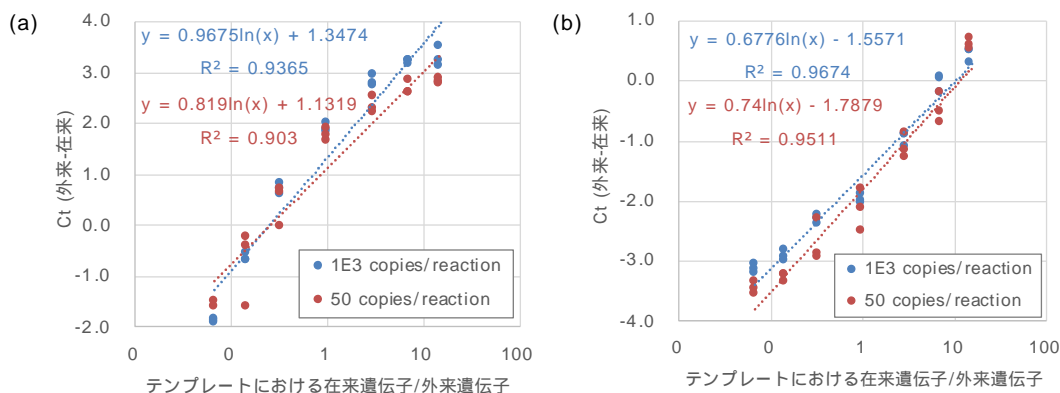 (a)
4.0
3.0
2.0
1.0
0.0
-1.0
-2.0
Ct (外来-在来)
y = 0.9675ln(x) + 1.3474
R² = 0.9365
y = 0.819ln(x) + 1.1319
R² = 0.903
1E3 copies/reaction
50 copies/reaction
0
0
1
10
100
テンプレートにおける在来遺伝子/外来遺伝子
(b)
1.0
0.0
-1.0
-2.0
-3.0
-4.0
Ct (外来-在来)
y = 0.6776ln(x) - 1.5571
R² = 0.9674
y = 0.74ln(x) - 1.7879
R² = 0.9511
1E3 copies/reaction
50 copies/reaction
0
0
1
10
100
テンプレートにおける在来遺伝子/外来遺伝子